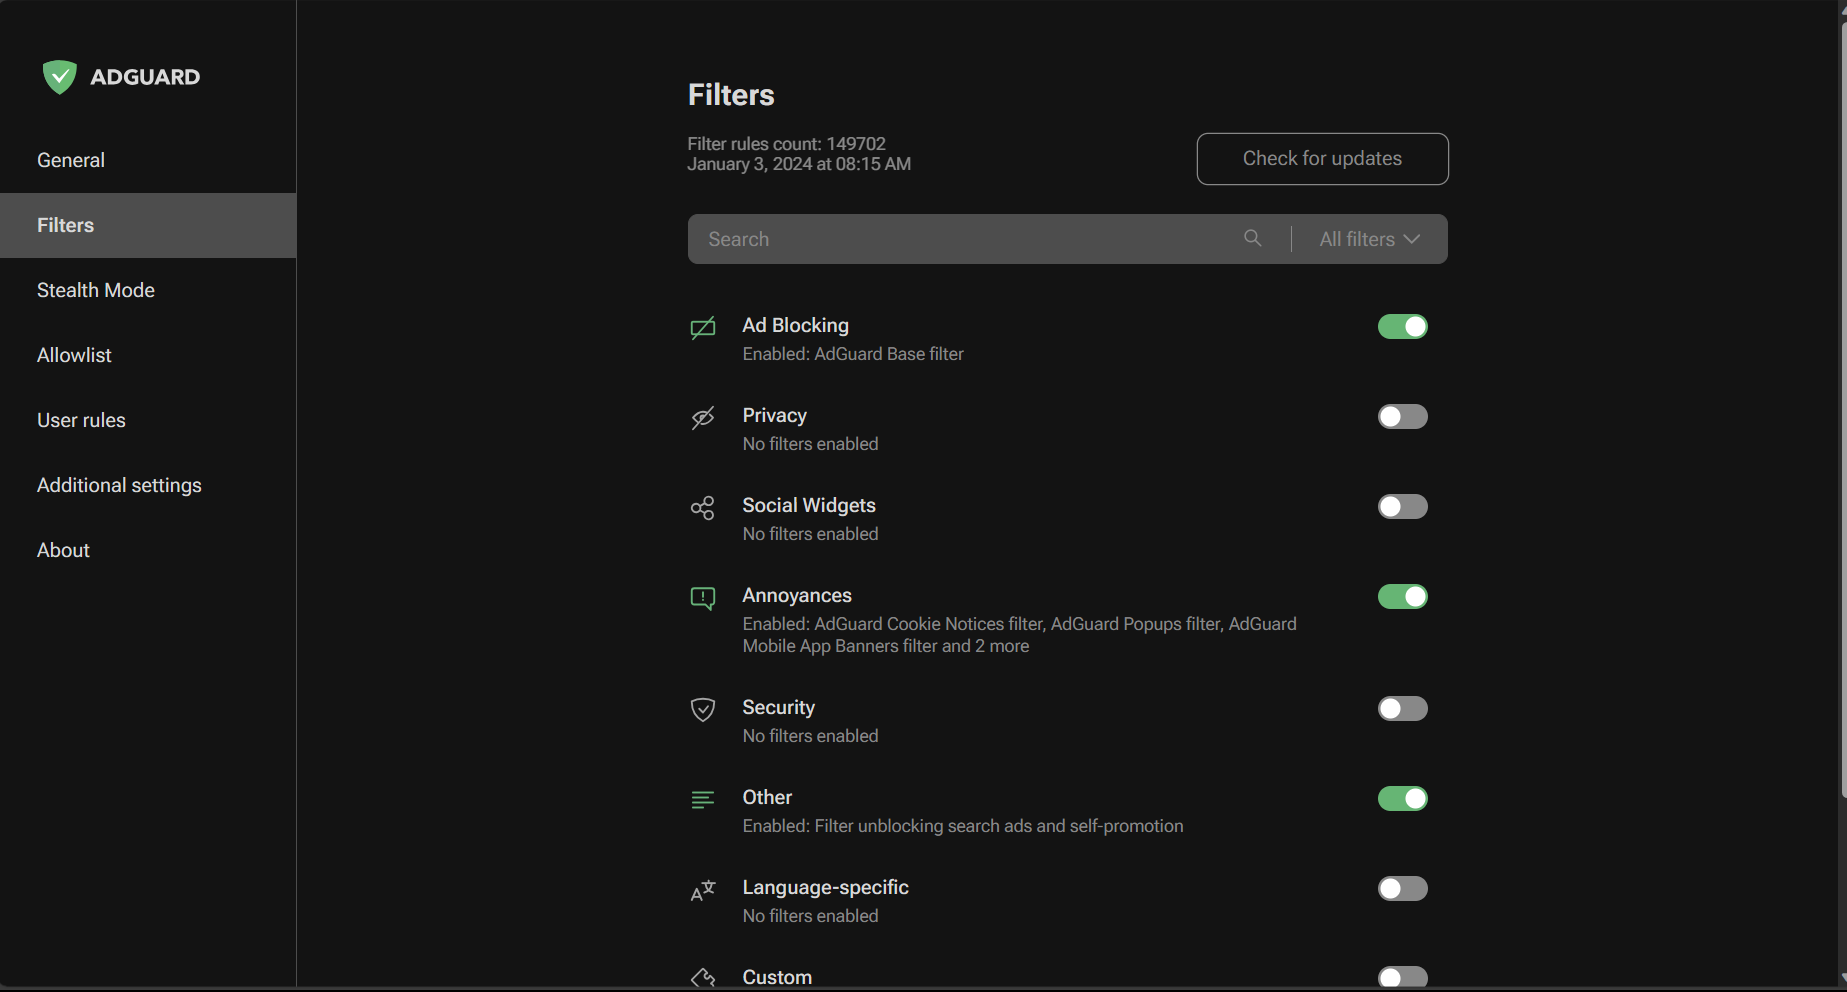 ADGUARD
General
Filters
Stealth Mode
Allowlist
User rules
Additional settings
About
Filters
Filter rules count: 149702
January 3, 2024 at 08:15 AM
Check for updates
Search
All filters
Ad Blocking
Enabled: AdGuard Base filter
Privacy
No filters enabled
Social Widgets
No filters enabled
Annoyances
Enabled: AdGuard Cookie Notices filter, AdGuard Popups filter, AdGuard
Mobile App Banners filter and 2 more
Security
No filters enabled
Other
Enabled: Filter unblocking search ads and self-promotion
Language-specific
No filters enabled
Custom